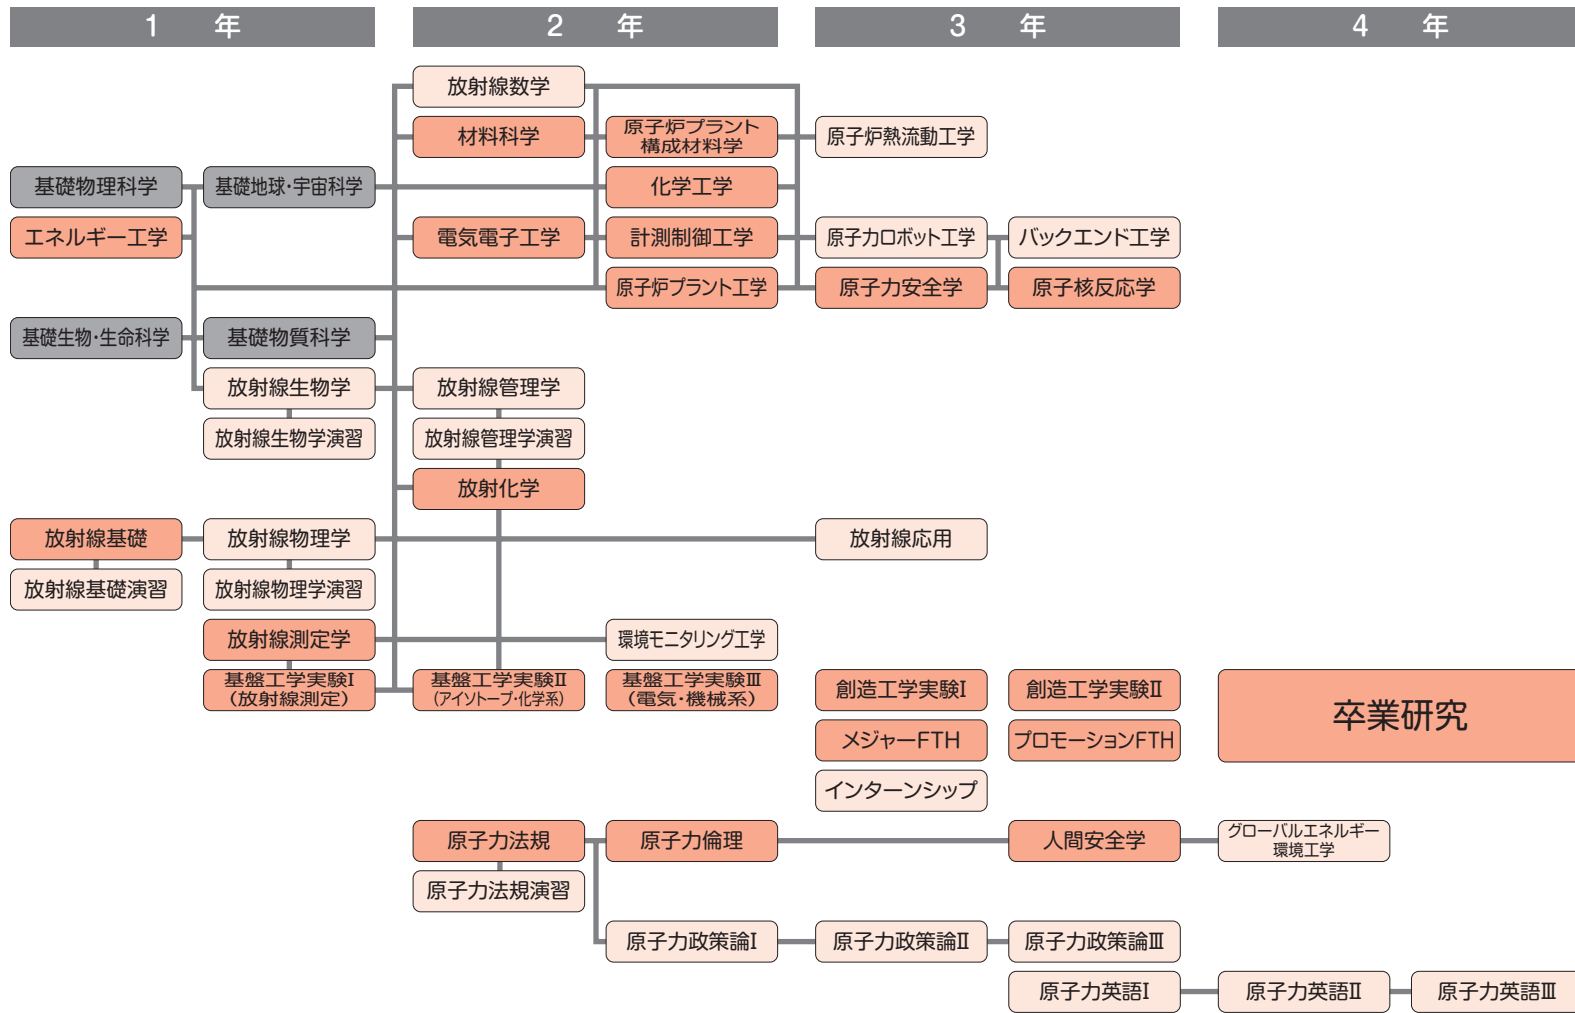 1 年
2 年
3 年
4 年
放射線数学
材料科学
原子炉プラント
構成材料学
原子炉熱流動工学
基礎物理科学
基礎地球・宇宙科学
化学工学
エネルギー工学
電気電子工学
計測制御工学
原子力ロボット工学
バックエンド工学
原子炉プラント工学
原子力安全学
原子核反応学
基礎生物・生命科学
基礎物質科学
放射線生物学
放射線管理学
放射線生物学演習
放射線管理学演習
放射化学
放射線基礎
放射線物理学
放射線応用
放射線基礎演習
放射線物理学演習
放射線測定学
環境モニタリング工学
基盤工学実験Ⅰ
(放射線測定)
基盤工学実験Ⅱ
(アイソトープ・化学系)
基盤工学実験Ⅲ
(電気・機械系)
創造工学実験Ⅰ
創造工学実験Ⅱ
卒業研究
メジャーFTH
プロモーションFTH
インターンシップ
原子力法規
原子力倫理
人間安全学
グローバルエネルギー
環境工学
原子力法規演習
原子力政策論Ⅰ
原子力政策論Ⅱ
原子力政策論Ⅲ
原子力英語Ⅰ
原子力英語Ⅱ
原子力英語Ⅲ